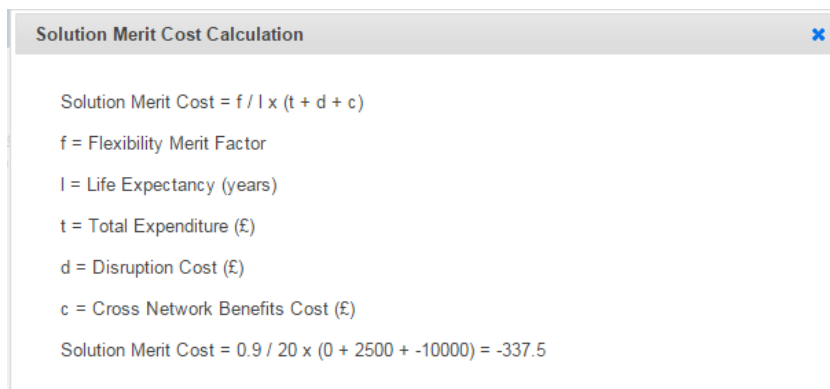 Solution Merit Cost Calculation
Solution Merit Cost = f / l x (t + d + c)
f = Flexibility Merit Factor
l = Life Expectancy (years)
t = Total Expenditure (£)
d = Disruption Cost (£)
c = Cross Network Benefits Cost (£)
Solution Merit Cost = 0.9 / 20 x (0 + 2500 + -10000) = -337.5